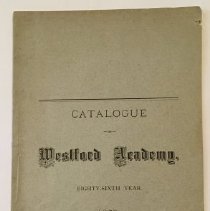 CATALOGUE
Westford Academy,
EIGHTY-SIXTH YEAR